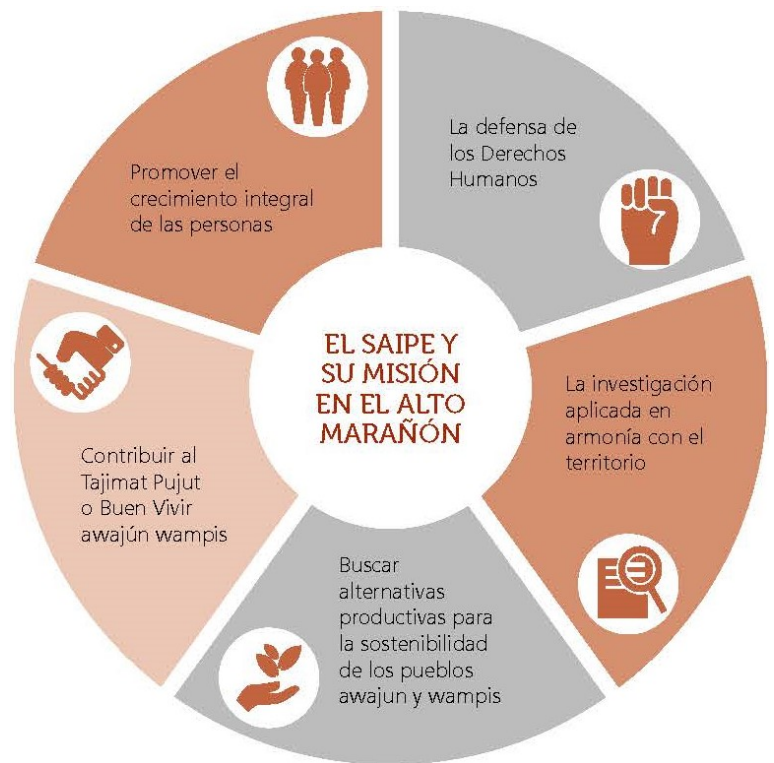 Promover el
crecimiento integral
de las personas
La defensa de
los Derechos
Humanos
EL SAIPE Y
SU MISIÓN
EN EL ALTO
MARAÑÓN
La investigación
aplicada en
armonía con el
territorio
Contribuir al
Tajimat Pujut
o Buen Vivir
awajún wampis
Buscar
alternativas
productivas para
la sostenibilidad
de los pueblos
awajun y wampis